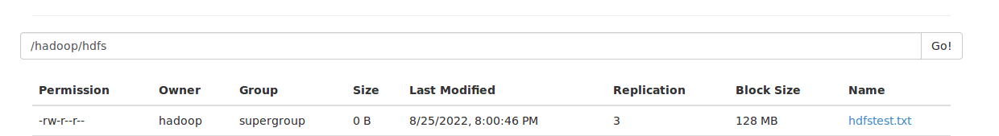 /hadoop/hdfs Go!
Permission Owner Group Size Last Modified Replication Block Size Name
-rw-r--r-- hadoop supergroup 0 B 8/25/2022, 8:00:46 PM 3 128 MB hdfstest.txt